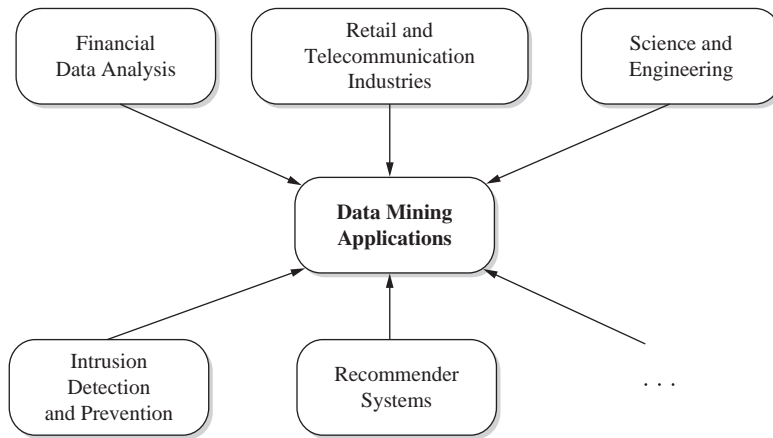 Financial
Data Analysis
Retail and
Telecommunication
Industries
Science and
Engineering
Data Mining
Applications
Intrusion
Detection
and Prevention
Recommender
Systems
. . .